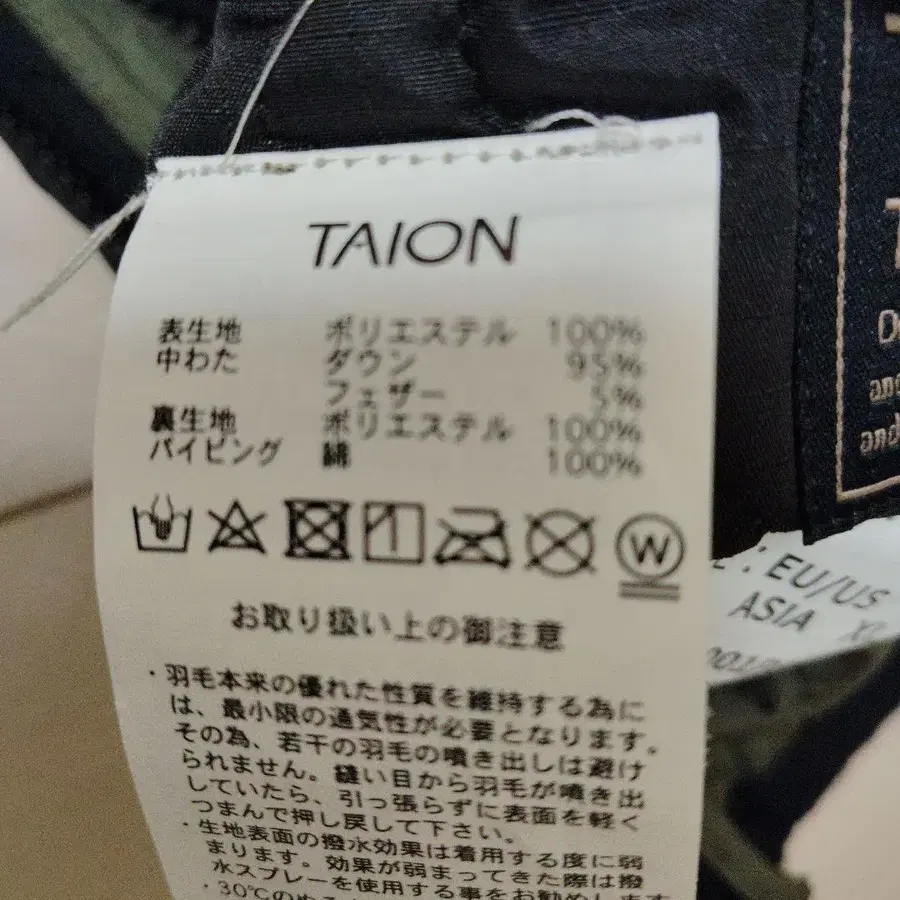 TAION
表生地 ポリエステル 100%
中わた ダウン 95%
フェザー 5%
裏生地 ポリエステル 100%
パイピング 綿 100%
W
お取り扱い上の御注意
・羽毛本来の優れた性質を維持する為に
は、最小限の通気性が必要となります。
その為、若干の羽毛の噴き出しは避け
られません。縫い目から羽毛が噴き出
していたら、引っ張らずに表面を軽く
つまんで押し戻して下さい。
・生地表面の撥水効果は着用する度に弱
まります。効果が弱まってきた際は撥
水スプレーを使用する事をお勧めします
・30℃のぬ
: EU/US
ASIA
and
and